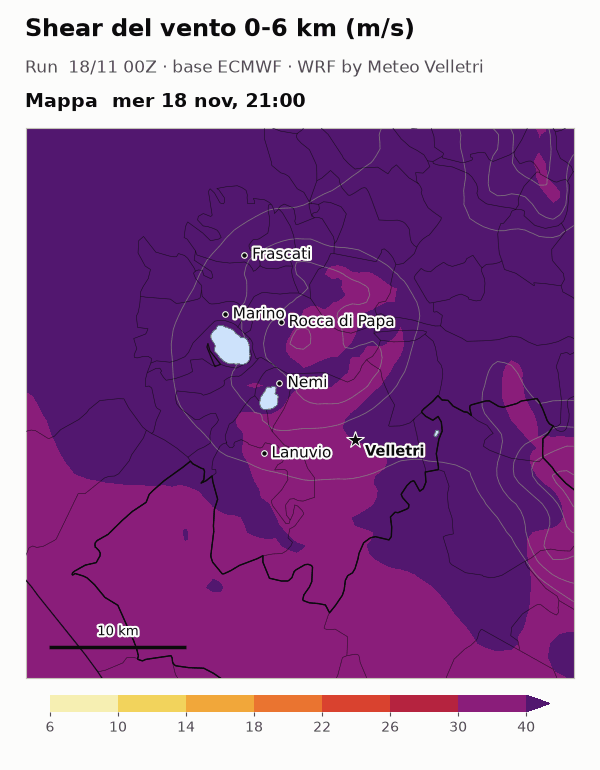 Shear del vento 0-6 km (m/s)
Run  18/11 00Z · base ECMWF · WRF by Meteo Velletri
Mappa  mer 18 nov, 21:00
Frascati
Marino
Rocca di Papa
Nemi
Velletri
Lanuvio
10 km
6 10 14 18 22 26 30 40